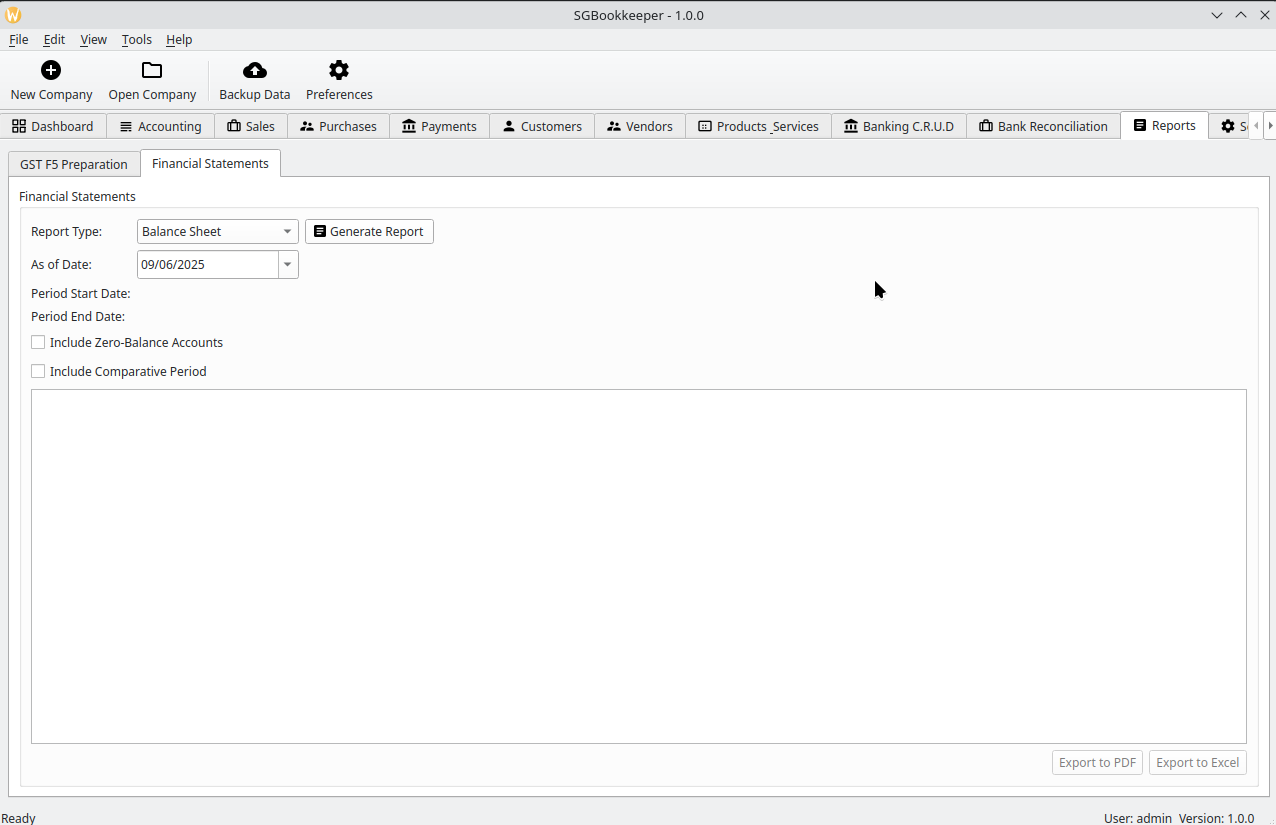 SGBookkeeper - 1.0.0
File Edit View Tools Help
New Company Open Company Backup Data Preferences
Dashboard Accounting Sales Purchases Payments Customers Vendors Products _Services Banking C.R.U.D Bank Reconciliation Reports S
GST F5 Preparation Financial Statements
Financial Statements
Report Type: Balance Sheet Generate Report
As of Date: 09/06/2025
Period Start Date:
Period End Date:
Include Zero-Balance Accounts
Include Comparative Period
Export to PDF Export to Excel
Ready User: admin Version: 1.0.0